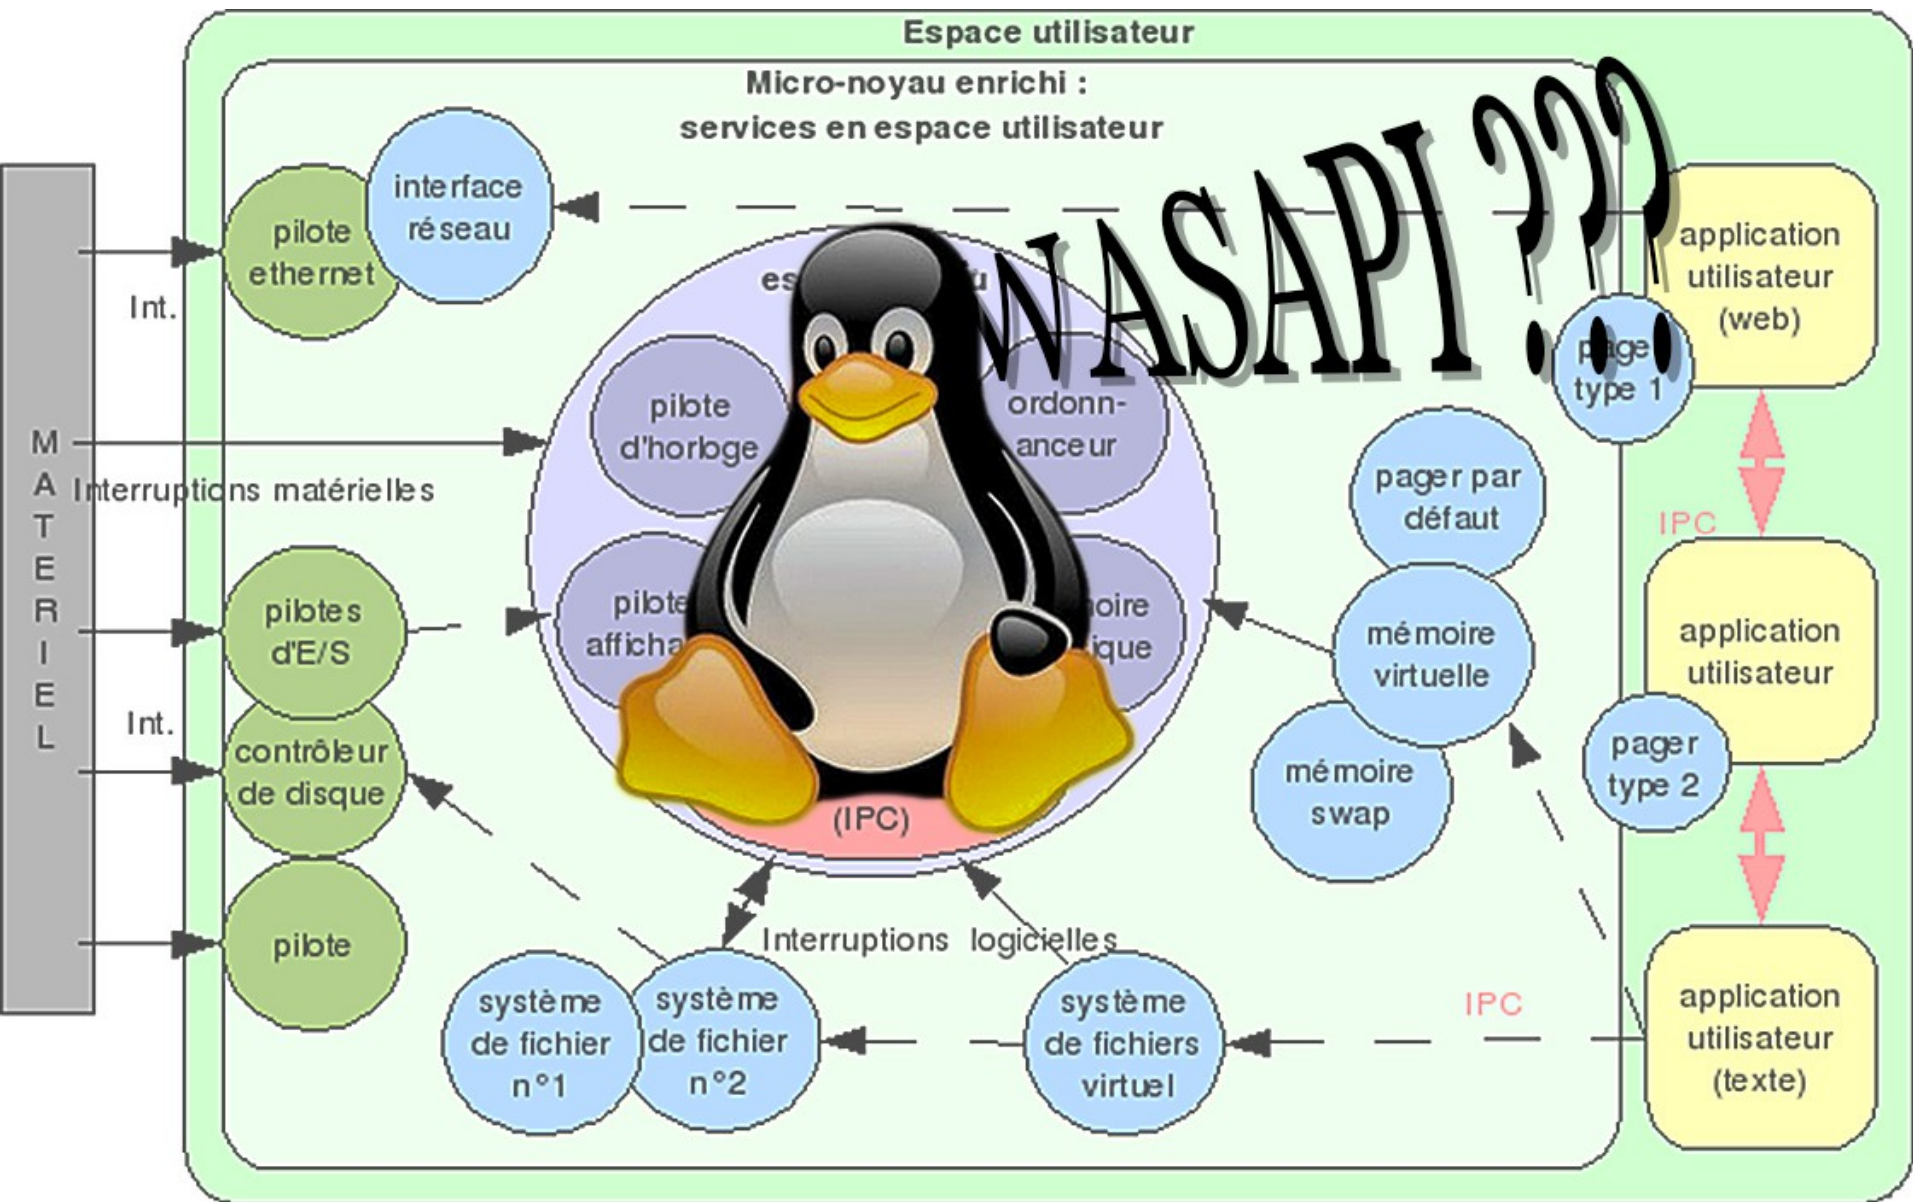 Espace utilisateur
Micro-noyau enrichi :
services en espace utilisateur
WASAPI ???
interface
réseau
pilote
ethernet
Int.
application
utilisateur
(web)
pager
type 1
pilote
d'horloge
ordonn-
anceur
MATERIEL
Interruptions matérielles
pager par
défaut
IPC
pilotes
d'E/S
pilote
mémoire
virtuelle
application
utilisateur
Int.
contrôleur
de disque
mémoire
swap
pager
type 2
(IPC)
pilote
Interruptions logicielles
système
de fichier
n°1
système
de fichier
n°2
système
de fichiers
virtuel
IPC
application
utilisateur
(texte)